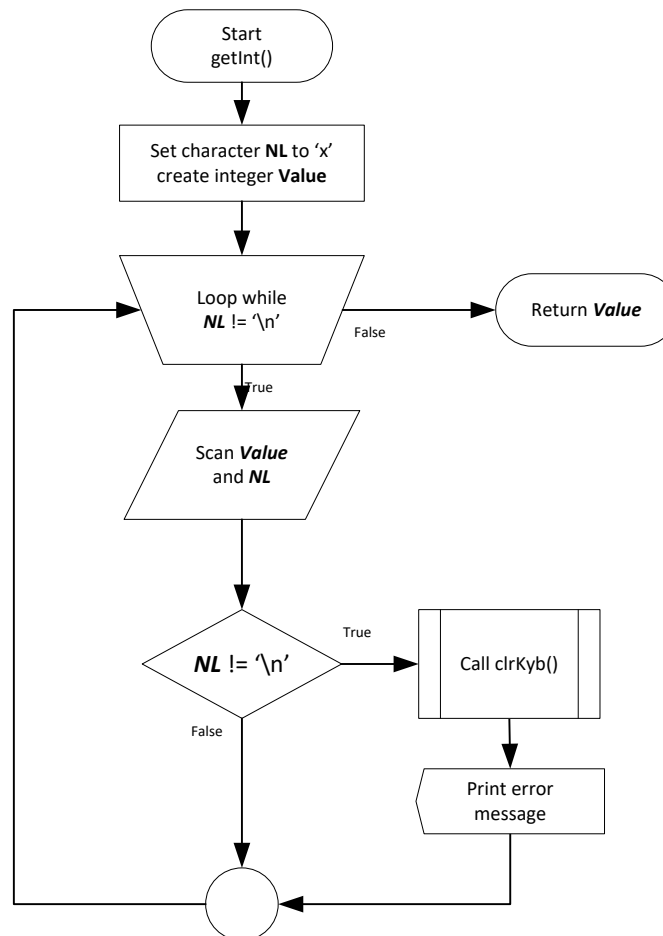 Start
getInt()
Set character NL to ‘x’
create integer Value
Loop while
NL != ‘\n’
Return Value
False
True
Scan Value
and NL
True
NL != ‘\n’
Call clrKyb()
False
Print error
message